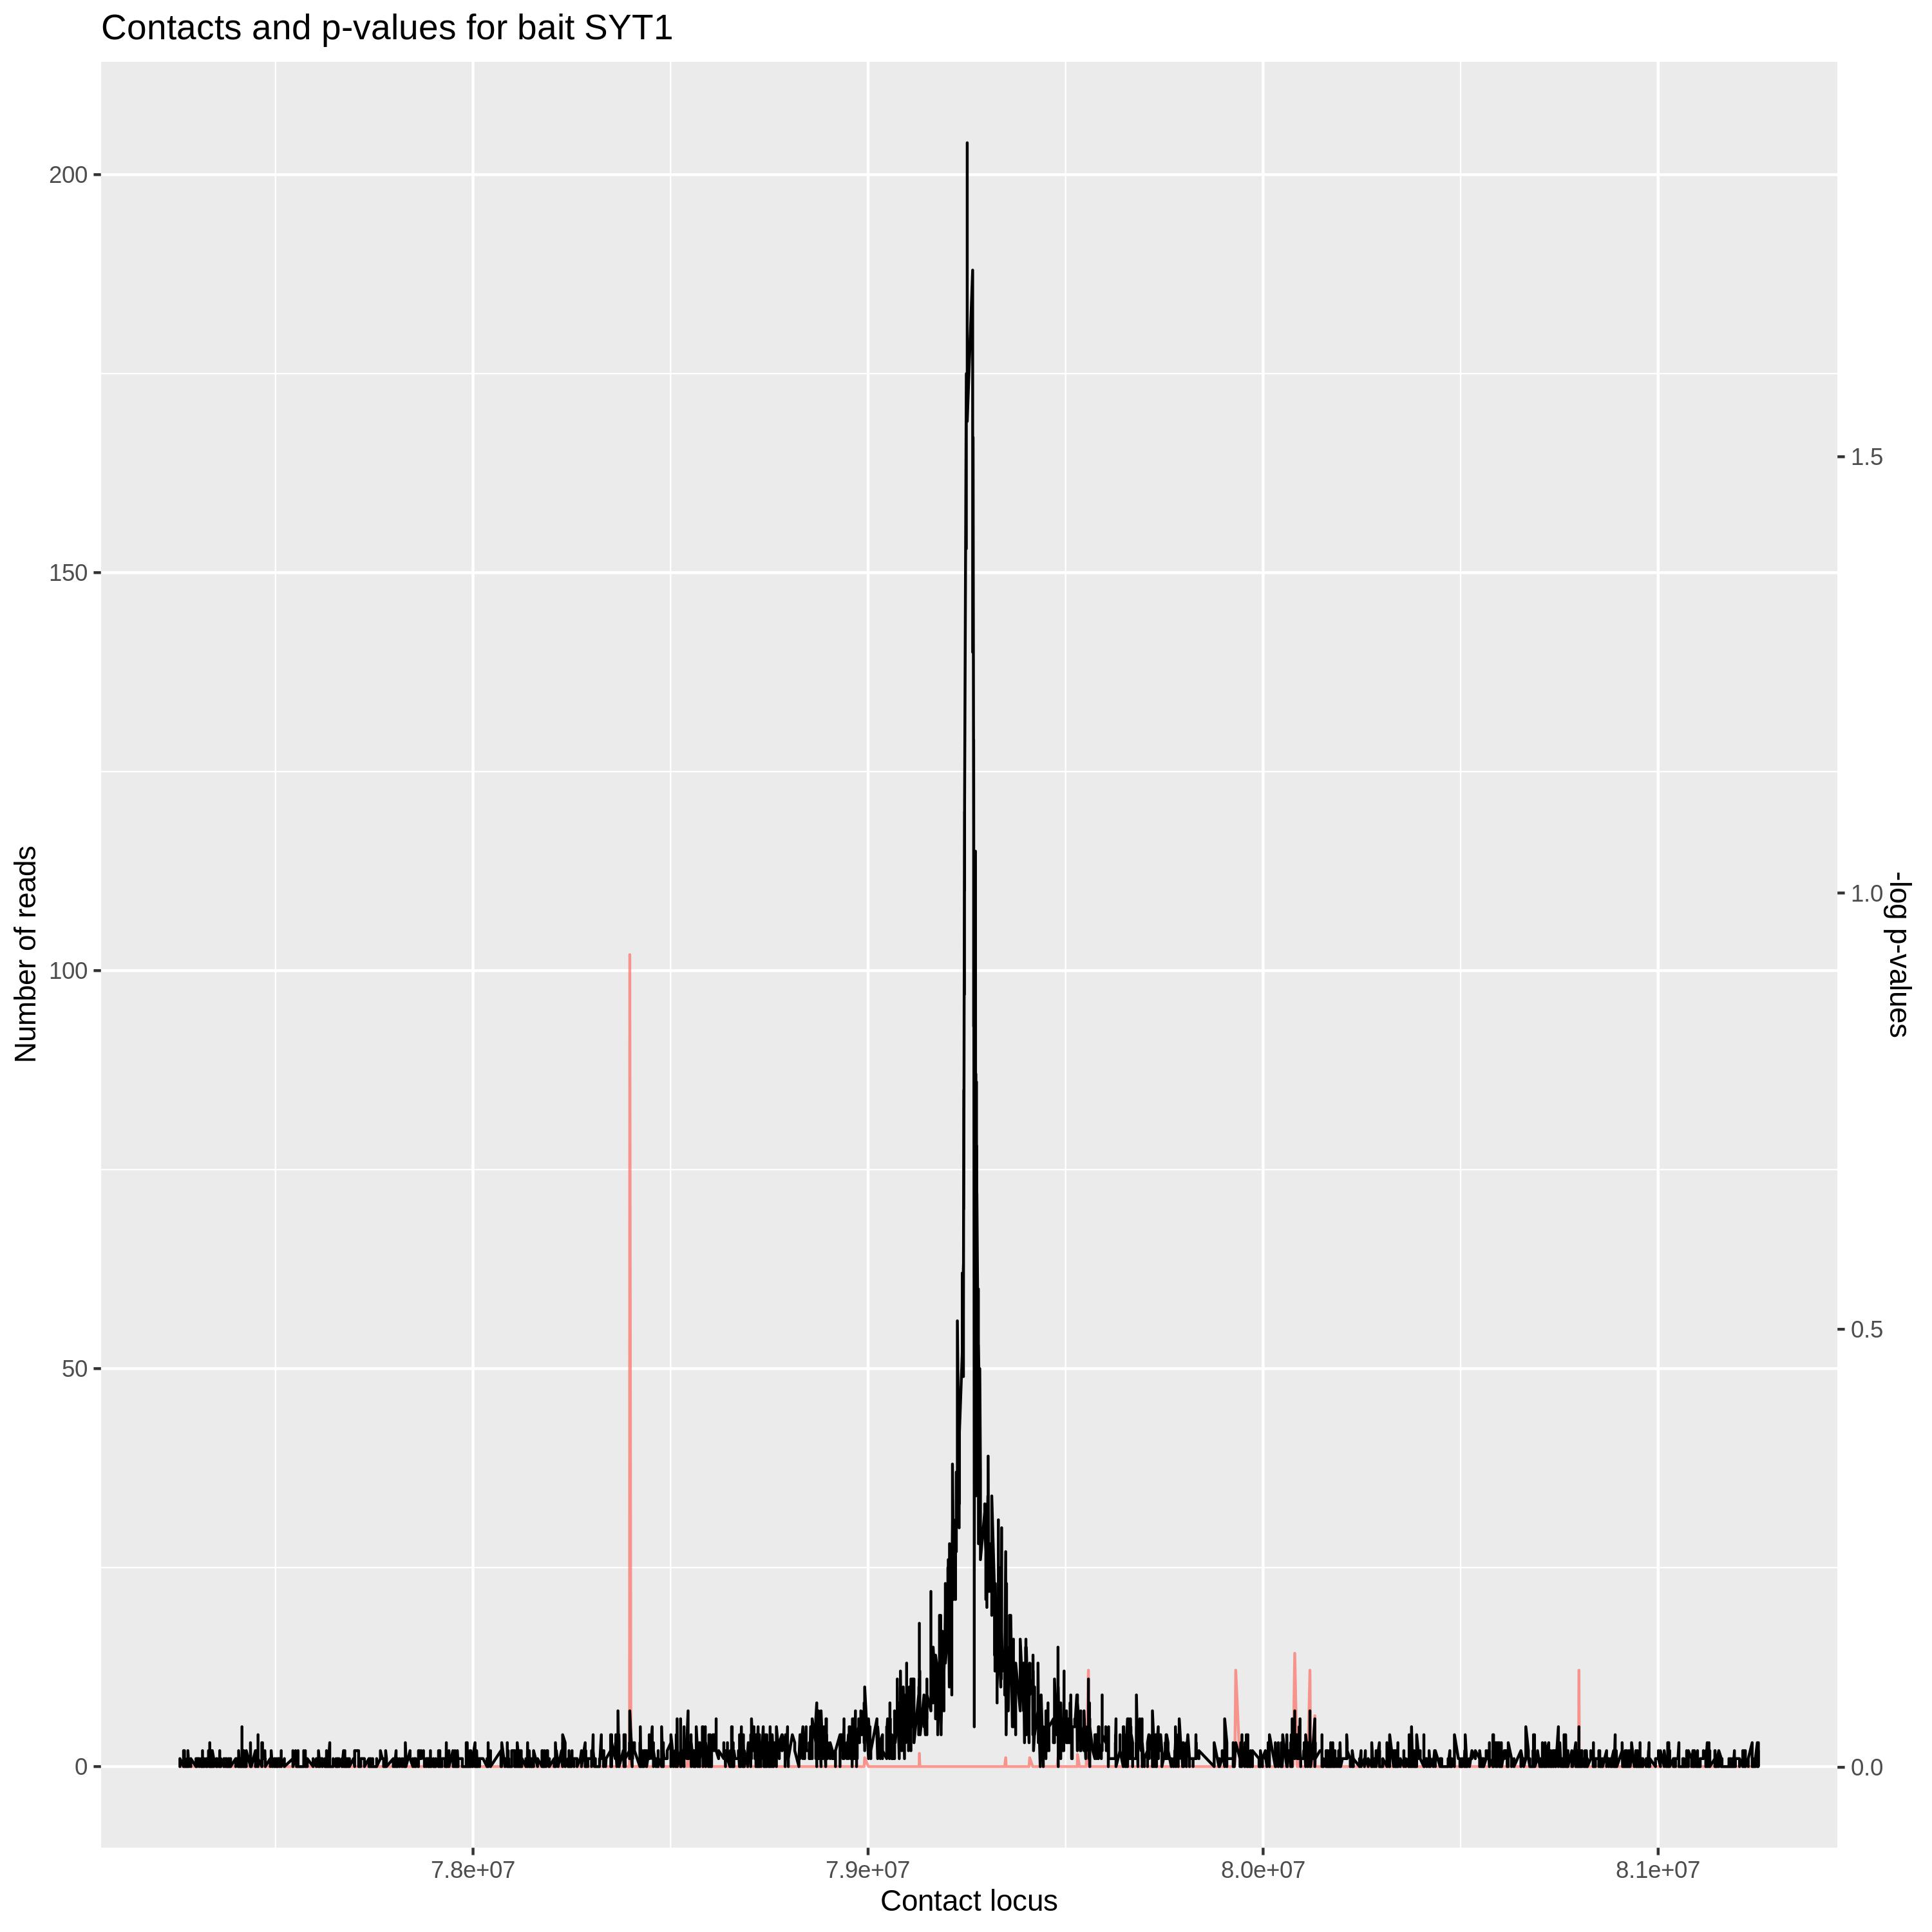 Contacts and p-values for bait SYT1
200
150
100
50
0
Number of reads
1.5
1.0
0.5
0.0
-log p-values
7.8e+07
7.9e+07
8.0e+07
8.1e+07
Contact locus